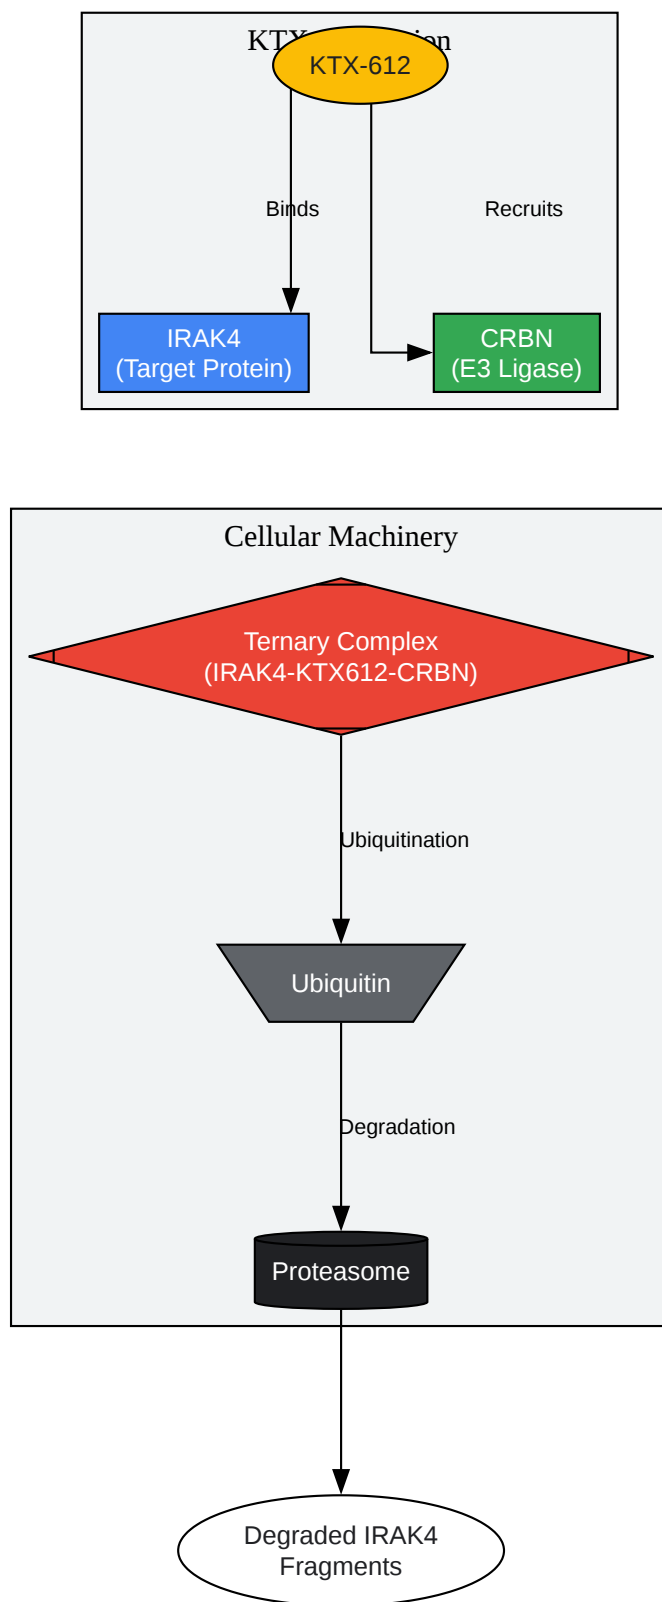 KTX-612
Binds
Recruits
IRAK4
(Target Protein)
CRBN
(E3 Ligase)
Cellular Machinery
Ternary Complex
(IRAK4-KTX612-CRBN)
Ubiquitination
Ubiquitin
Degradation
Proteasome
Degraded IRAK4
Fragments